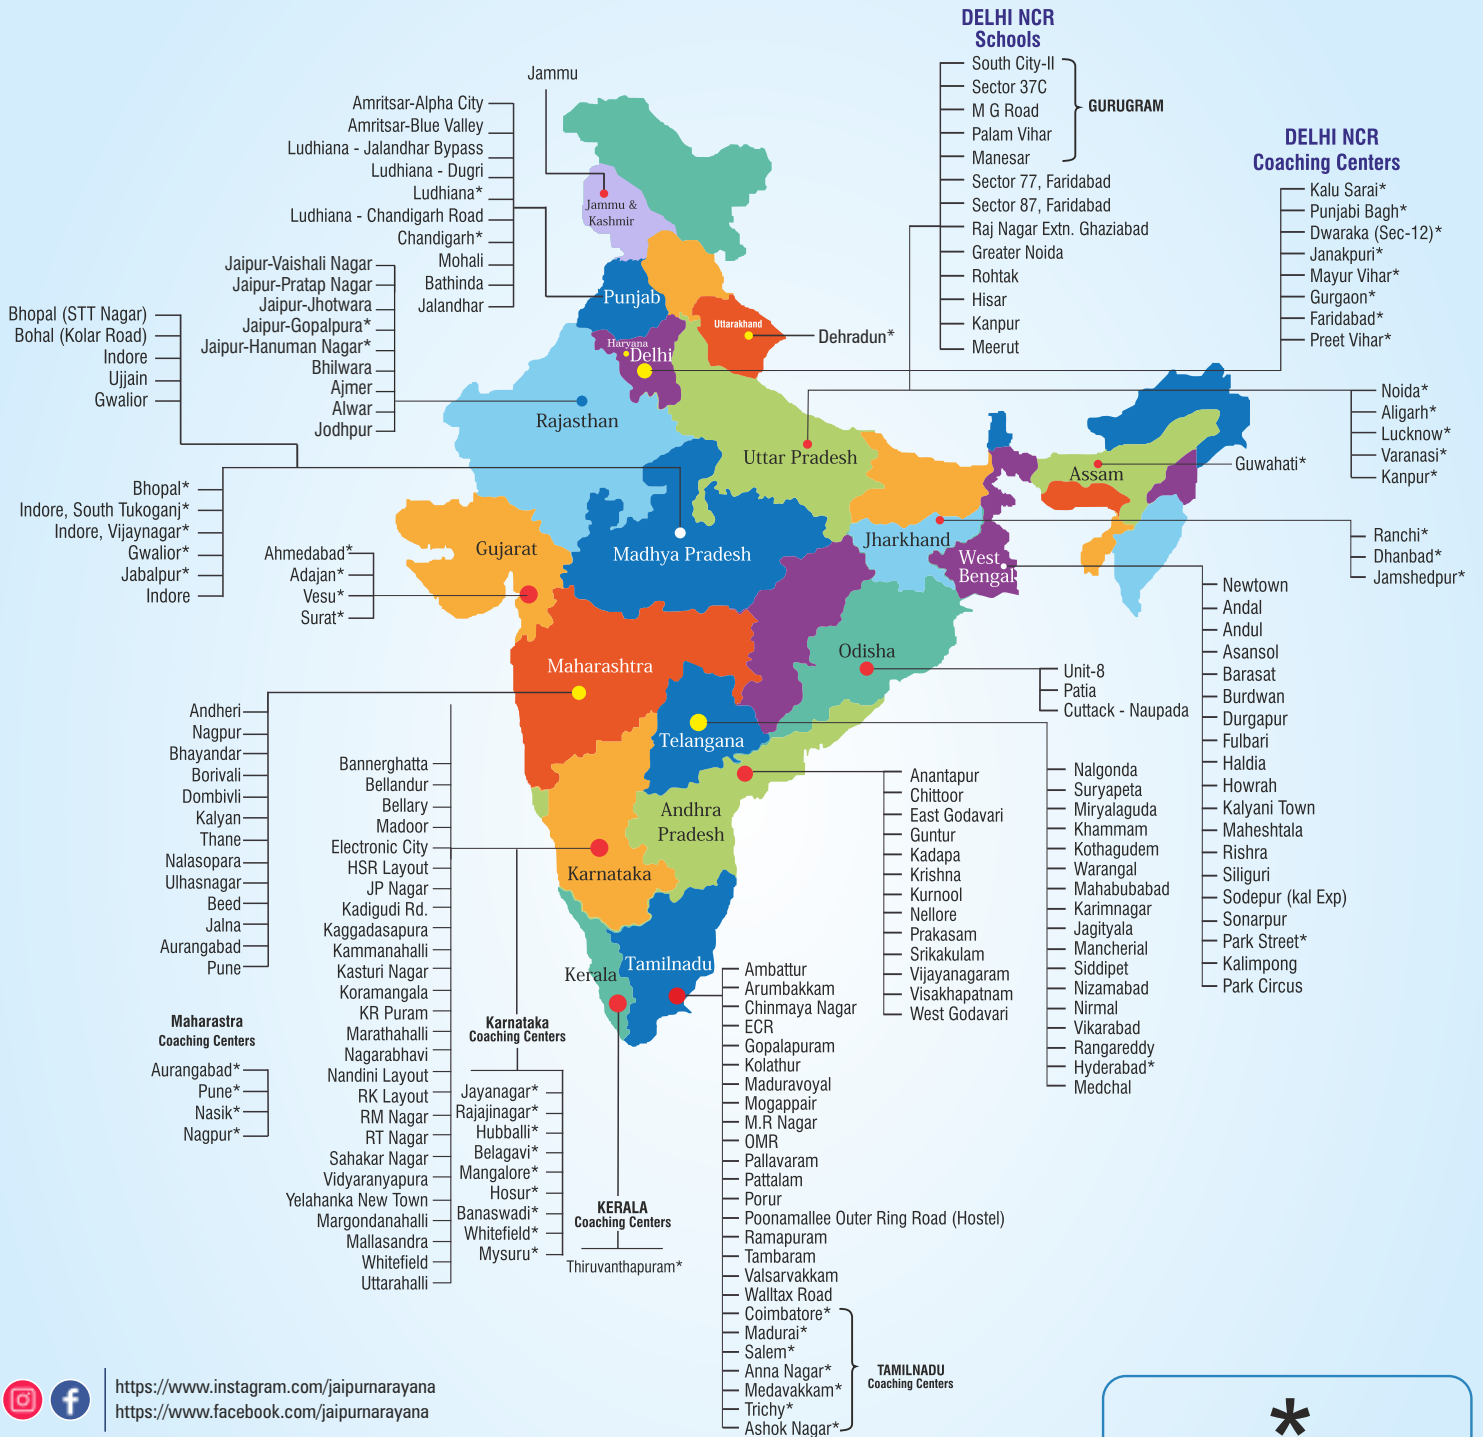 DELHI NCR
Schools
South City-II
Sector 37C
M G Road
Palam Vihar
Manesar
GURUGRAM
Sector 77, Faridabad
Sector 87, Faridabad
Raj Nagar Extn. Ghaziabad
Greater Noida
Rohtak
Hisar
Kanpur
Meerut
DELHI NCR
Coaching Centers
Kalu Sarai*
Punjabi Bagh*
Dwaraka (Sec-12)*
Janakpuri*
Mayur Vihar*
Gurgaon*
Faridabad*
Preet Vihar*
Jammu
Amritsar-Alpha City
Amritsar-Blue Valley
Ludhiana - Jalandhar Bypass
Ludhiana - Dugri
Ludhiana*
Ludhiana - Chandigarh Road
Chandigarh*
Mohali
Bathinda
Jalandhar
Jaipur-Vaishali Nagar
Jaipur-Pratap Nagar
Jaipur-Jhotwara
Jaipur-Gopalpura*
Jaipur-Hanuman Nagar*
Bhilwara
Ajmer
Alwar
Jodhpur
Bhopal (STT Nagar)
Bohal (Kolar Road)
Indore
Ujjain
Gwalior
Bhopal*
Indore, South Tukoganj*
Indore, Vijaynagar*
Gwalior*
Jabalpur*
Indore
Ahmedabad*
Adajan*
Vesu*
Surat*
Jammu &
Kashmir
Punjab
Uttarakhand
Dehradun*
Haryana
Delhi
Rajasthan
Uttar Pradesh
Noida*
Aligarh*
Lucknow*
Varanasi*
Kanpur*
Assam
Guwahati*
Gujarat
Madhya Pradesh
Jharkhand
Ranchi*
Dhanbad*
Jamshedpur*
West
Bengal
Newtown
Andal
Andul
Asansol
Barasat
Burdwan
Durgapur
Fulbari
Haldia
Howrah
Kalyani Town
Maheshtala
Rishra
Siliguri
Sodepur (kal Exp)
Sonarpur
Park Street*
Kalimpong
Park Circus
Odisha
Unit-8
Patia
Cuttack - Naupada
Maharashtra
Telangana
Andhra
Pradesh
Karnataka
Kerala
Tamilnadu
Andheri
Nagpur
Bhayandar
Borivali
Dombivli
Kalyan
Thane
Nalasopara
Ulhasnagar
Beed
Jalna
Aurangabad
Pune
Maharastra
Coaching Centers
Aurangabad*
Pune*
Nasik*
Nagpur*
Bannerghatta
Bellandur
Bellary
Madoor
Electronic City
HSR Layout
JP Nagar
Kadigudi Rd.
Kaggadasapura
Kammanahalli
Kasturi Nagar
Koramangala
KR Puram
Marathahalli
Nagarabhavi
Nandini Layout
RK Layout
RM Nagar
RT Nagar
Sahakar Nagar
Vidyaranyapura
Yelahanka New Town
Margondanahalli
Mallasandra
Whitefield
Uttarahalli
Karnataka
Coaching Centers
Jayanagar*
Rajajinagar*
Hubballi*
Belagavi*
Mangalore*
Hosur*
Banaswadi*
Whitefield*
Mysuru*
KERALA
Coaching Centers
Thiruvanthapuram*
Ambattur
Arumbakkam
Chinmaya Nagar
ECR
Gopalapuram
Kolathur
Maduravoyal
Mogappair
M.R Nagar
OMR
Pallavaram
Pattalam
Porur
Poonamallee Outer Ring Road (Hostel)
Ramapuram
Tambaram
Valsarvakkam
Walltax Road
Coimbatore*
Madurai*
Salem*
Anna Nagar*
Medavakkam*
Trichy*
Ashok Nagar*
TAMILNADU
Coaching Centers
Anantapur
Chittoor
East Godavari
Guntur
Kadapa
Krishna
Kurnool
Nellore
Prakasam
Srikakulam
Vijayanagaram
Visakhapatnam
West Godavari
Nalgonda
Suryapeta
Miryalaguda
Khammam
Kothagudem
Warangal
Mahabubabad
Karimnagar
Jagityala
Mancherial
Siddipet
Nizamabad
Nirmal
Vikarabad
Rangareddy
Hyderabad*
Medchal
https://www.instagram.com/jaipurnarayana
https://www.facebook.com/jaipurnarayana
*